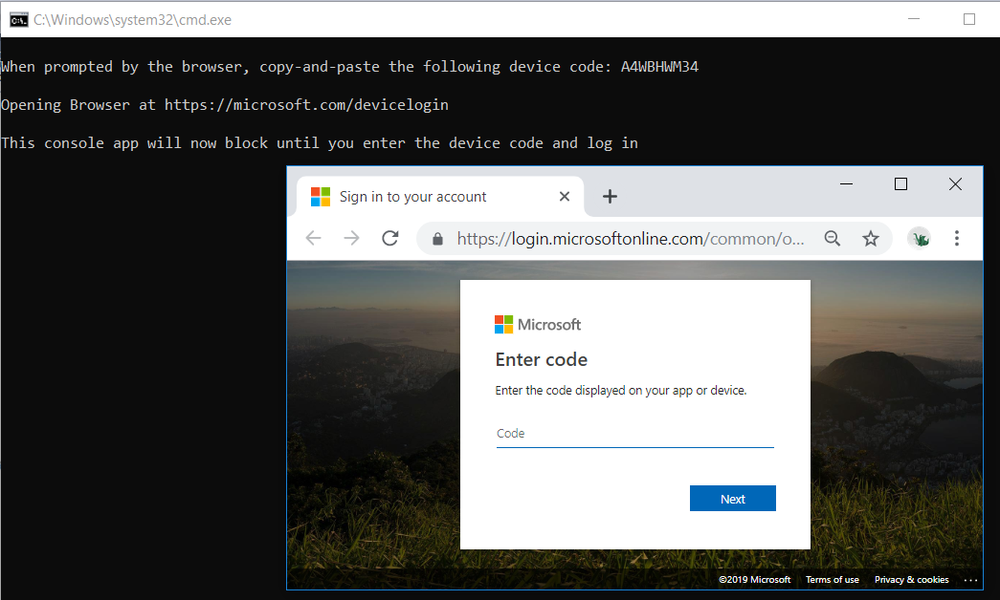 C:\Windows\system32\cmd.exe
When prompted by the browser, copy-and-paste the following device code: A4WBHWM34
Opening Browser at https://microsoft.com/devicelogin
This console app will now block until you enter the device code and log in
Sign in to your account
https://login.microsoftonline.com/common/o...
Microsoft
Enter code
Enter the code displayed on your app or device.
Code
Next
©2019 Microsoft Terms of use Privacy & cookies ...